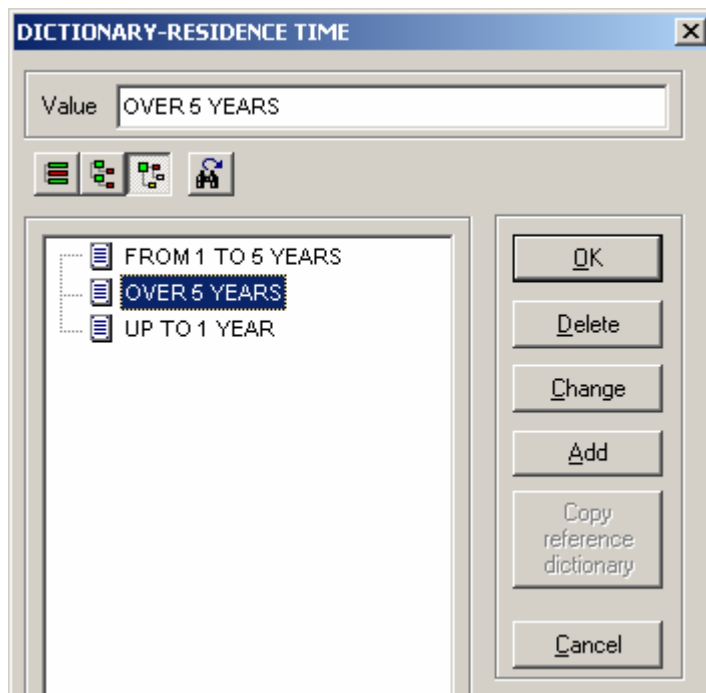 DICTIONARY-RESIDENCE TIME
Value OVER 5 YEARS
FROM 1 TO 5 YEARS
OVER 5 YEARS
UP TO 1 YEAR
OK
Delete
Change
Add
Copy
reference
dictionary
Cancel